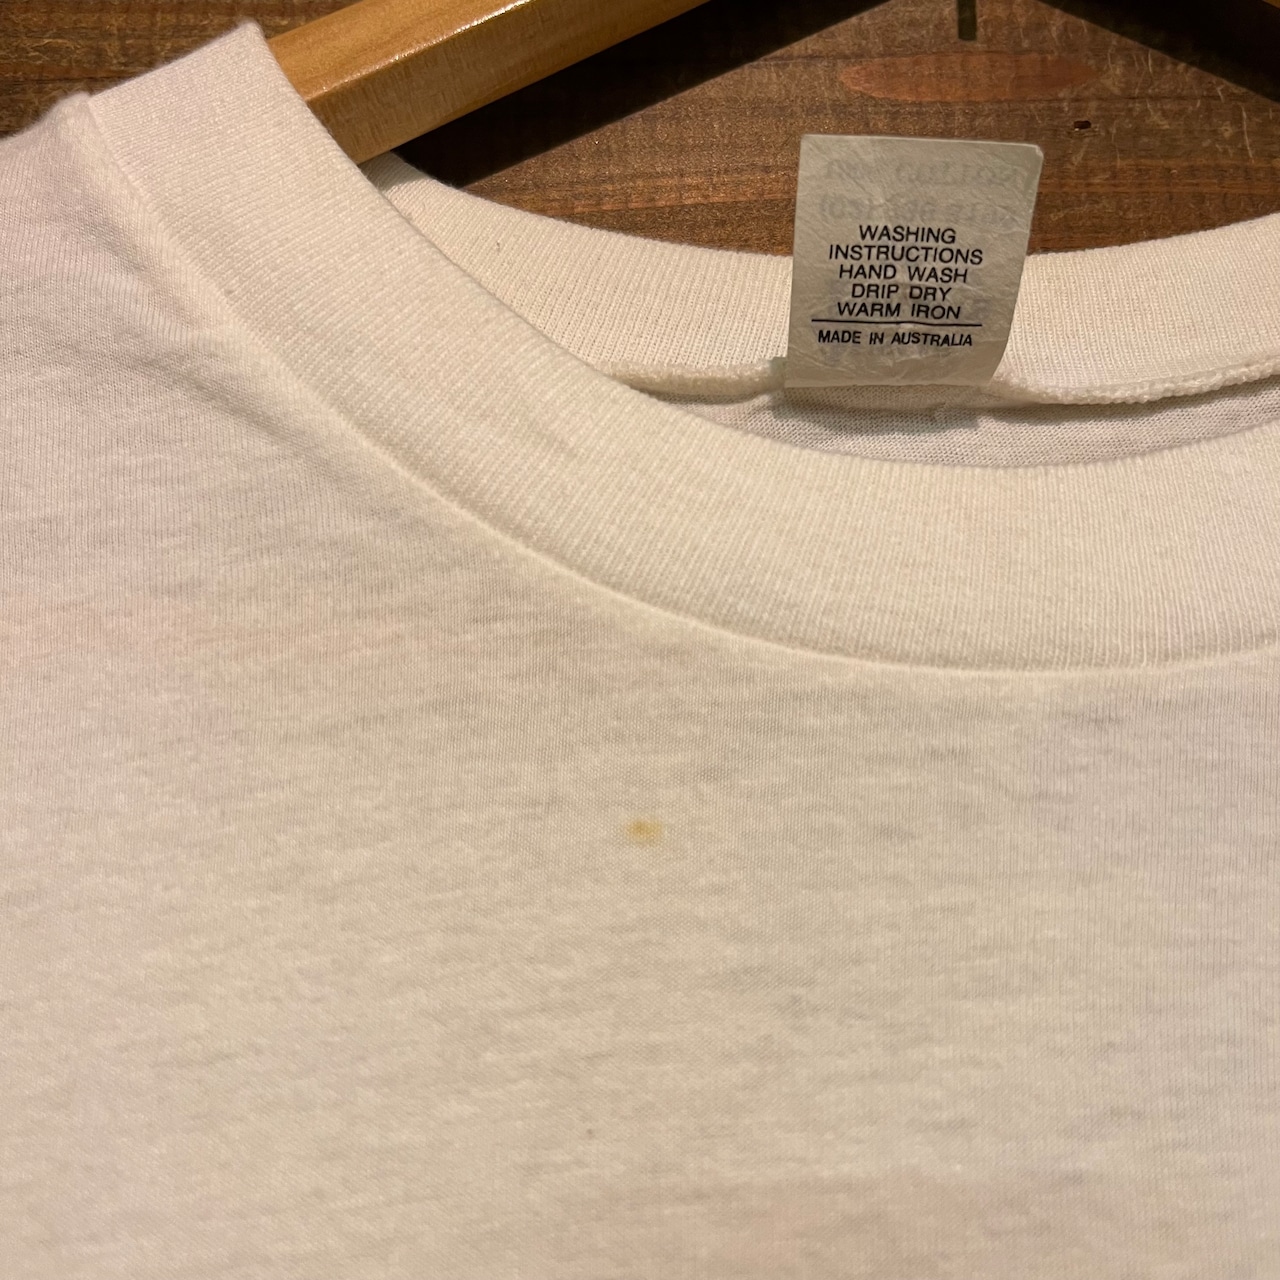 WASHING
INSTRUCTIONS
HAND WASH
DRIP DRY
WARM IRON
MADE IN AUSTRALIA